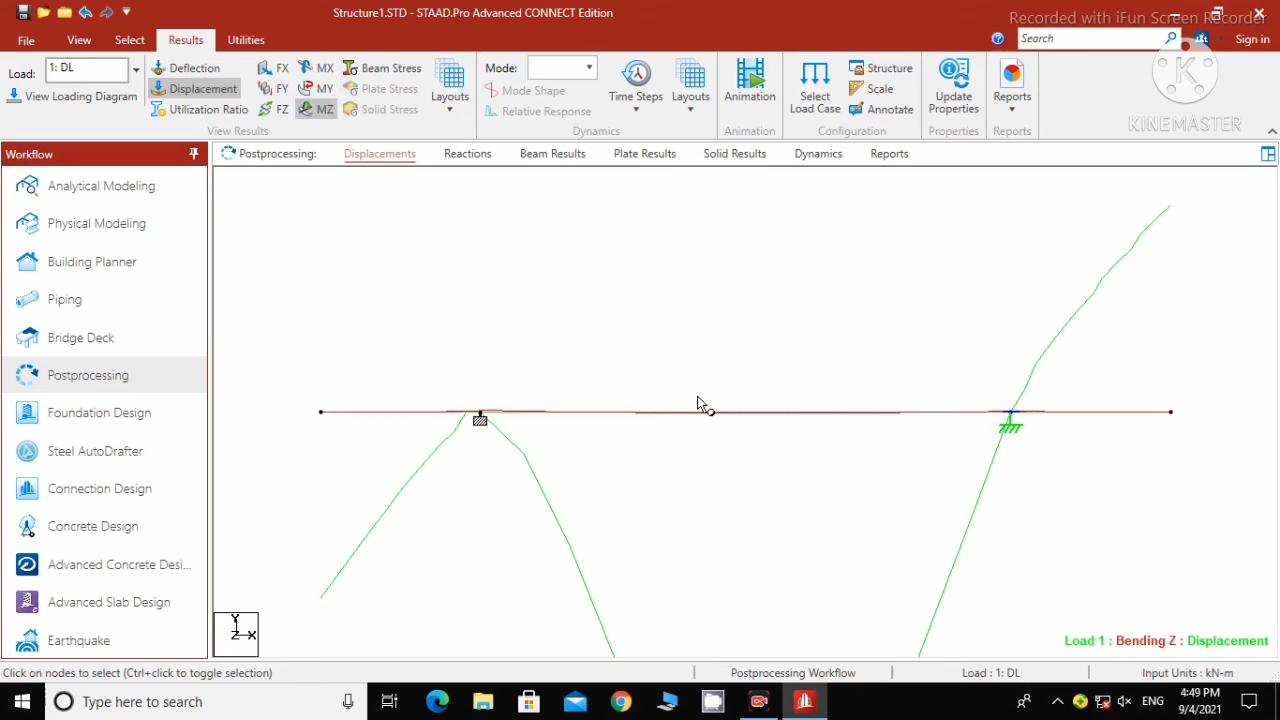 Structure1.STD - STAAD.Pro Advanced CONNECT Edition
Recorded with iFun Screen Recorder
File View Select Results Utilities
Search
Sign in
Load: 1: DL
View Loading Diagram
Deflection
Displacement
Utilization Ratio
FX
FY
FZ
MX
MY
MZ
Beam Stress
Plate Stress
Solid Stress
Layouts
View Results
Mode:
Mode Shape
Relative Response
Time Steps
Layouts
Dynamics
Animation
Animation
Select Load Case
Structure
Scale
Annotate
Configuration
Update Properties
Properties
Reports
Reports
K
KINEMASTER
Workflow
Analytical Modeling
Physical Modeling
Building Planner
Piping
Bridge Deck
Postprocessing
Foundation Design
Steel AutoDrafter
Connection Design
Concrete Design
Advanced Concrete Desi...
Advanced Slab Design
Earthquake
Postprocessing: Displacements Reactions Beam Results Plate Results Solid Results Dynamics Reports
Y
Z X
Load 1 : Bending Z : Displacement
Click on nodes to select (Ctrl+click to toggle selection)
Postprocessing Workflow
Load : 1: DL
Input Units : kN-m
Type here to search
ENG
4:49 PM
9/4/2021